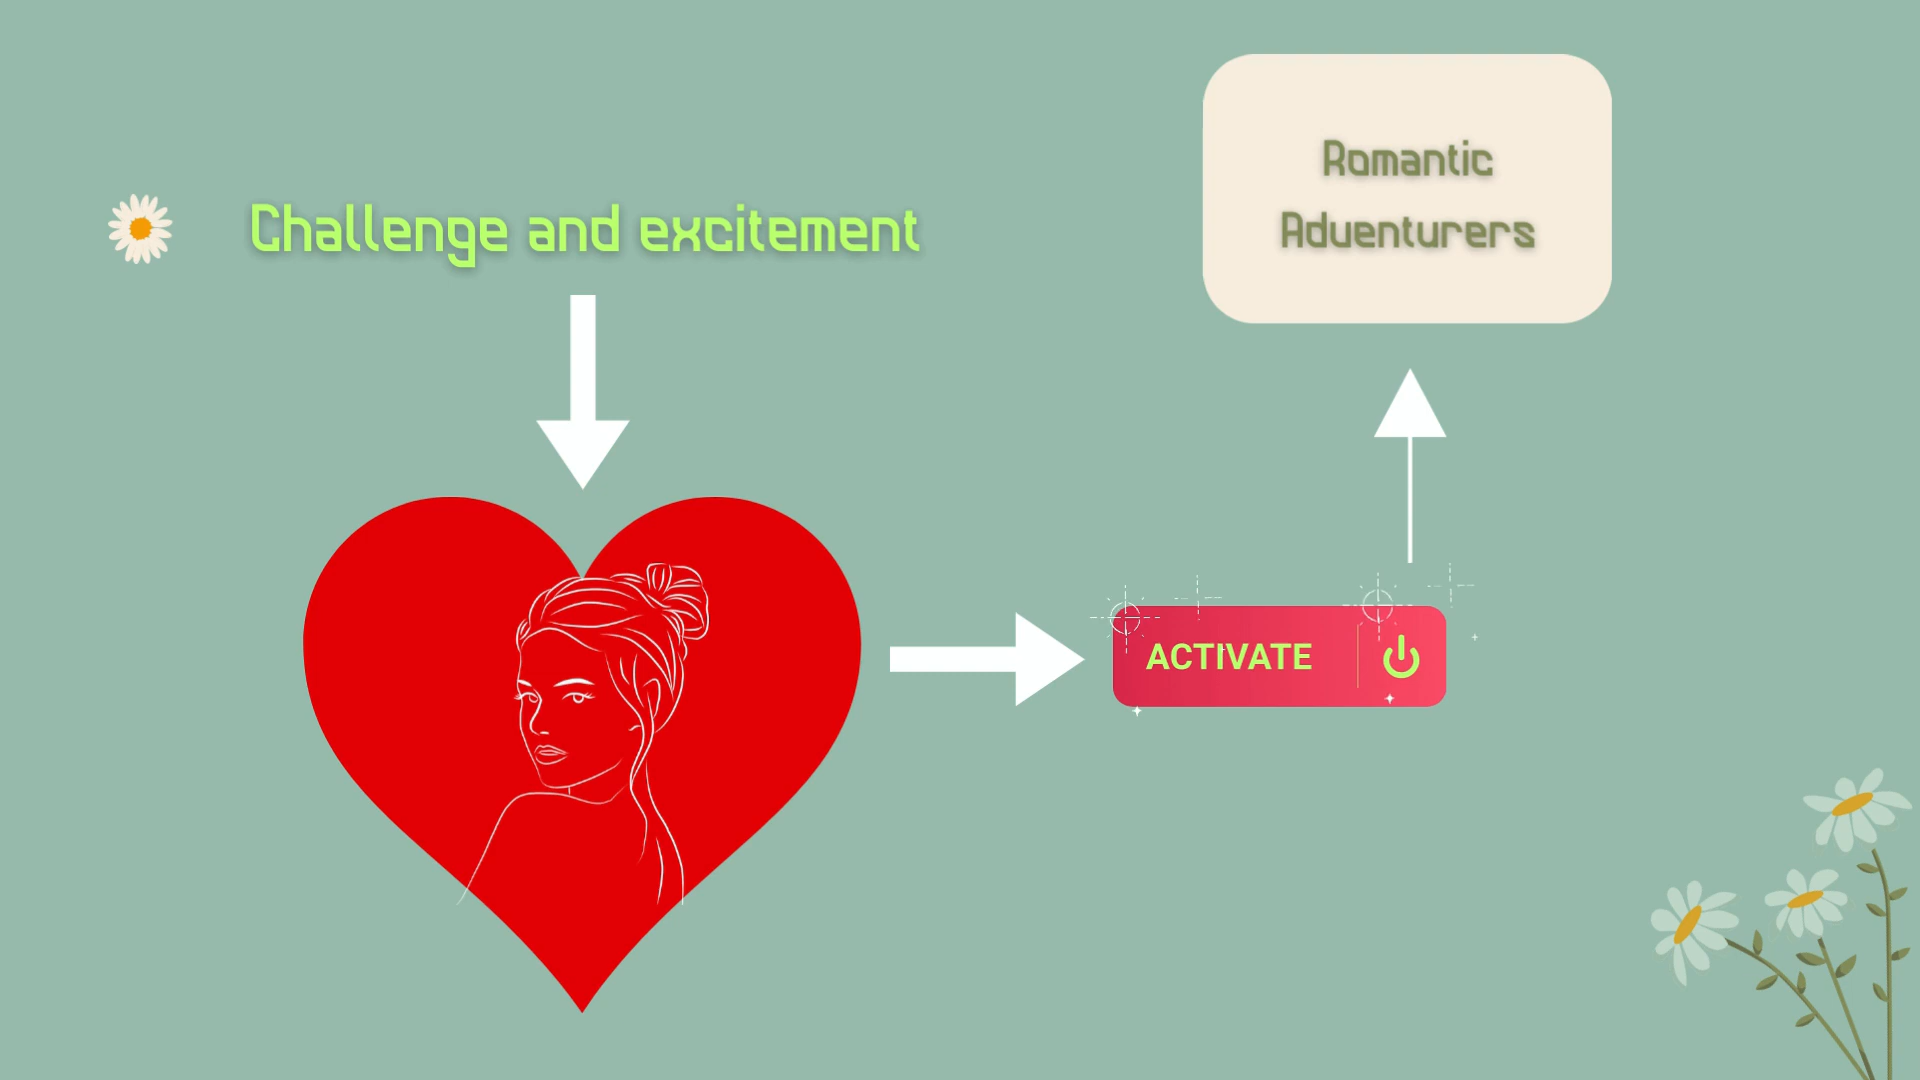 Challenge and excitement
Romantic
Adventurers
ACTIVATE